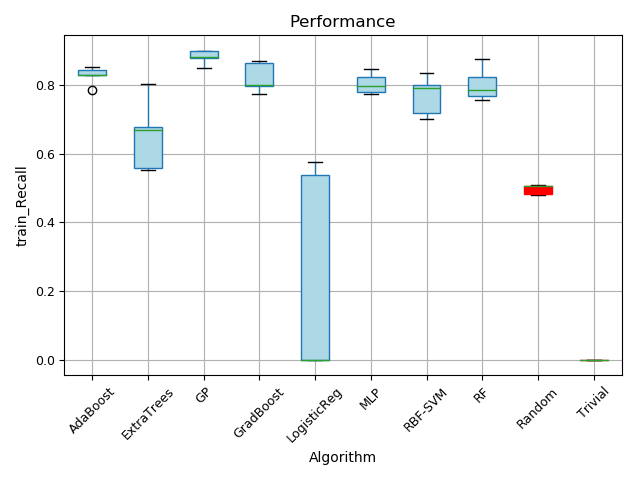 Performance
train_Recall
0.8
0.6
0.4
0.2
0.0
AdaBoost
ExtraTrees
GP
GradBoost
LogisticReg
MLP
RBF-SVM
RF
Random
Trivial
Algorithm